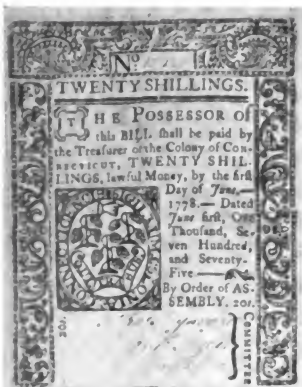 No
TWENTY SHILLINGS.
THE POSSESSOR of
this BILL ſhall be paid by
the Treaſurer of the Colony of CON-
NECTICUT, TWENTY SHIL-
LINGS, lawful Money, by the firſt
Day of June,—
1778.— Dated
June firſt, One
Thouſand, Se-
ven Hundred,
and Seventy-
Five
By Order of AS-
SEMBLY. 20s.
20s.
COMMITTEE